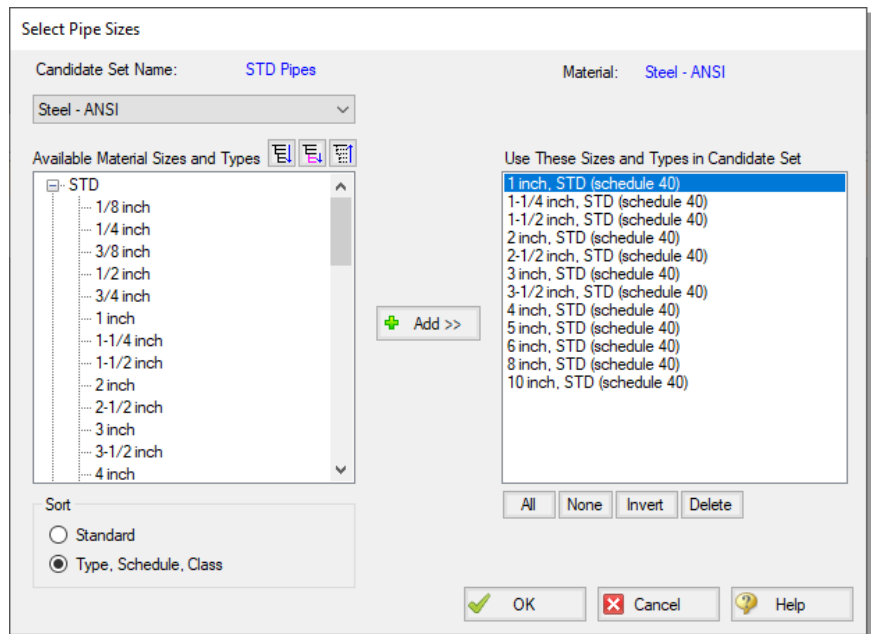 Select Pipe Sizes
Candidate Set Name: STD Pipes
Material: Steel - ANSI
Steel - ANSI
Available Material Sizes and Types
STD
1/8 inch
1/4 inch
3/8 inch
1/2 inch
3/4 inch
1 inch
1-1/4 inch
1-1/2 inch
2 inch
2-1/2 inch
3 inch
3-1/2 inch
4 inch
Sort
Standard
Type, Schedule, Class
Add >>
Use These Sizes and Types in Candidate Set
1 inch, STD (schedule 40)
1-1/4 inch, STD (schedule 40)
1-1/2 inch, STD (schedule 40)
2 inch, STD (schedule 40)
2-1/2 inch, STD (schedule 40)
3 inch, STD (schedule 40)
3-1/2 inch, STD (schedule 40)
4 inch, STD (schedule 40)
5 inch, STD (schedule 40)
6 inch, STD (schedule 40)
8 inch, STD (schedule 40)
10 inch, STD (schedule 40)
All None Invert Delete
OK Cancel Help